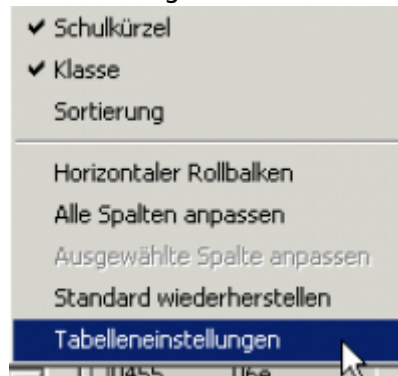 Schulkürzel
Klasse
Sortierung
Horizontaler Rollbalken
Alle Spalten anpassen
Ausgewählte Spalte anpassen
Standard wiederherstellen
Tabelleneinstellungen